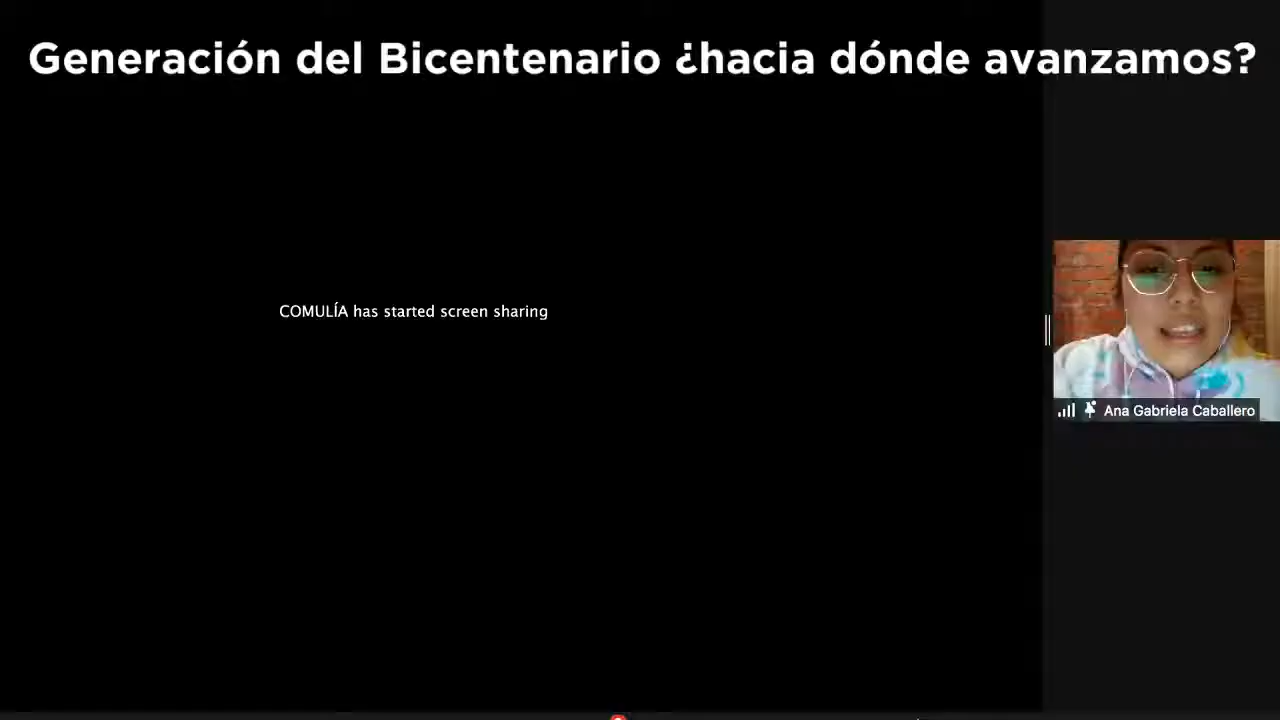 Generación del Bicentenario ¿hacia dónde avanzamos?
COMULÍA has started screen sharing
Ana Gabriela Caballero